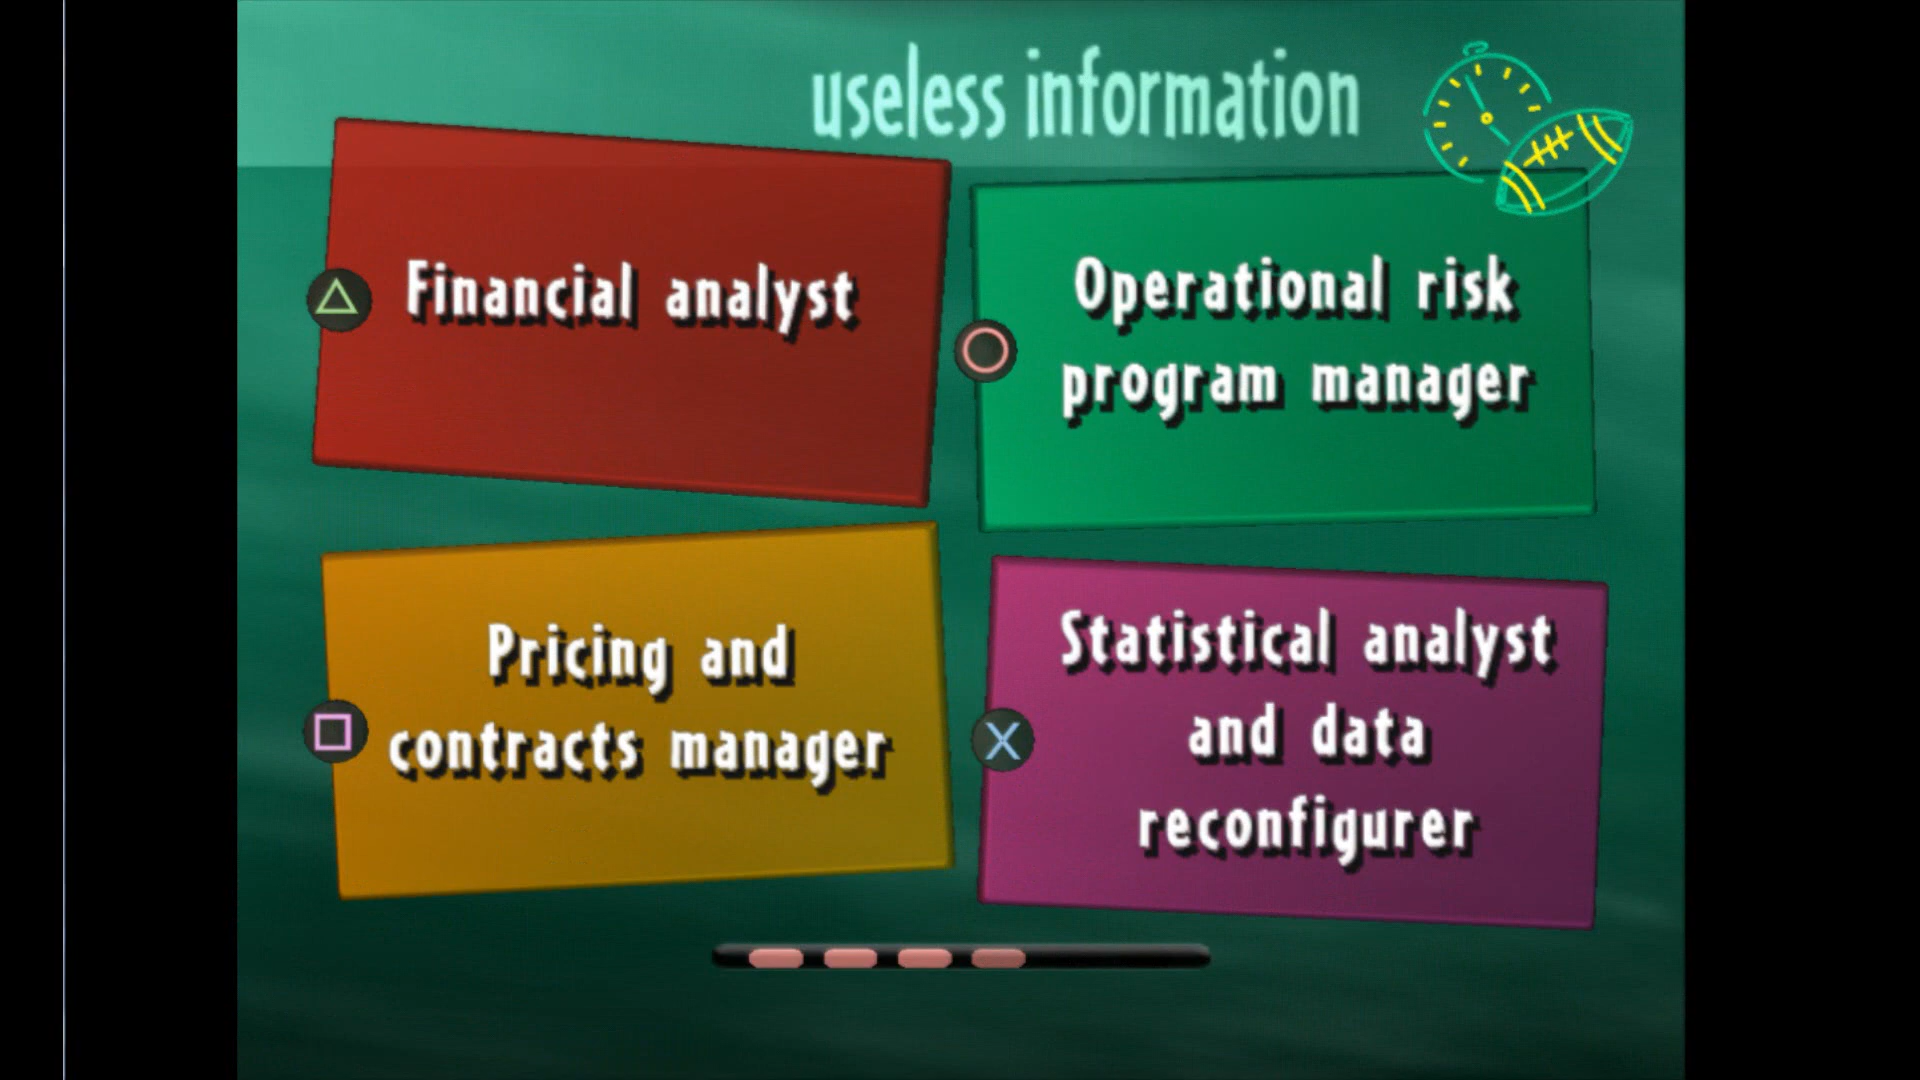 useless information
Financial analyst
Operational risk
program manager
Pricing and
contracts manager
X
Statistical analyst
and data
reconfigurer